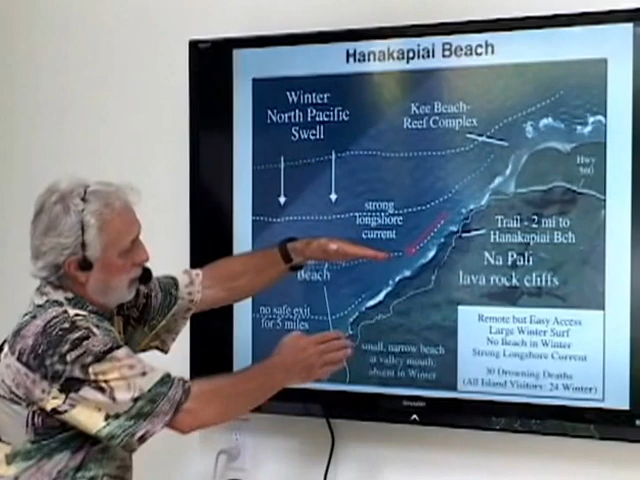 Hanakapiai Beach
Winter
North Pacific
Swell
Kee Beach-
Reef Complex
Hwy
560
strong
longshore
current
Trail - 2 mi to
Hanakapiai Bch
Na Pali
lava rock cliffs
Beach
no safe exit
for 5 miles
small, narrow beach
at valley mouth,
absent in Winter
Remote but Easy Access
Large Winter Surf
No Beach in Winter
Strong Longshore Current
30 Drowning Deaths
(All Island Visitors: 24 Winter)
SHARP